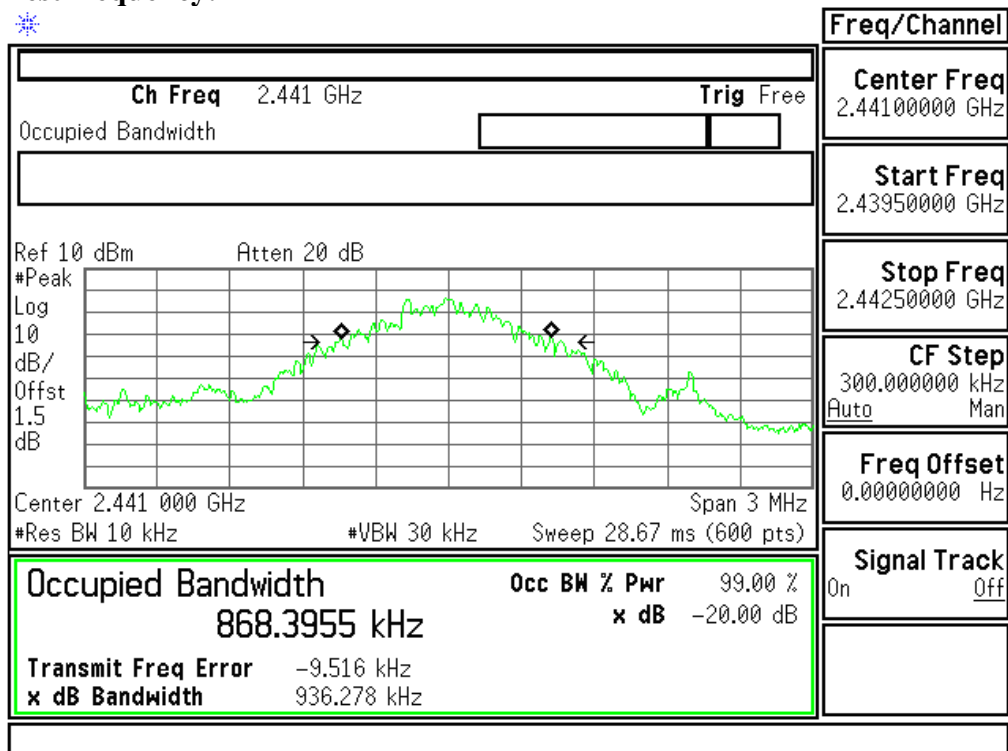 Freq/Channel
Ch Freq 2.441 GHz Trig Free
Occupied Bandwidth
Center Freq
2.44100000 GHz
Start Freq
2.43950000 GHz
Stop Freq
2.44250000 GHz
CF Step
300.000000 kHz
Auto Man
Freq Offset
0.00000000 Hz
Signal Track
On Off
Ref 10 dBm Atten 20 dB
#Peak
Log
10
dB/
Offst
1.5
dB
Center 2.441 000 GHz Span 3 MHz
#Res BW 10 kHz #VBW 30 kHz Sweep 28.67 ms (600 pts)
Occupied Bandwidth
868.3955 kHz
Occ BW % Pwr 99.00 %
x dB -20.00 dB
Transmit Freq Error -9.516 kHz
x dB Bandwidth 936.278 kHz